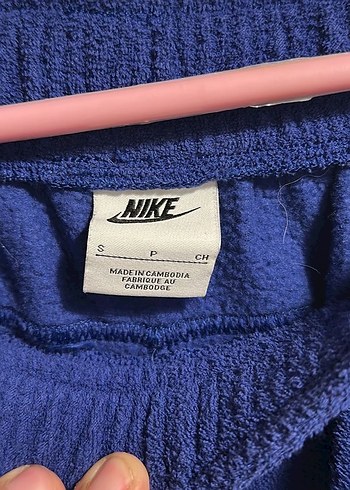 NIKE
S P CH
MADE IN CAMBODIA
FABRIQUE AU
CAMBODGE